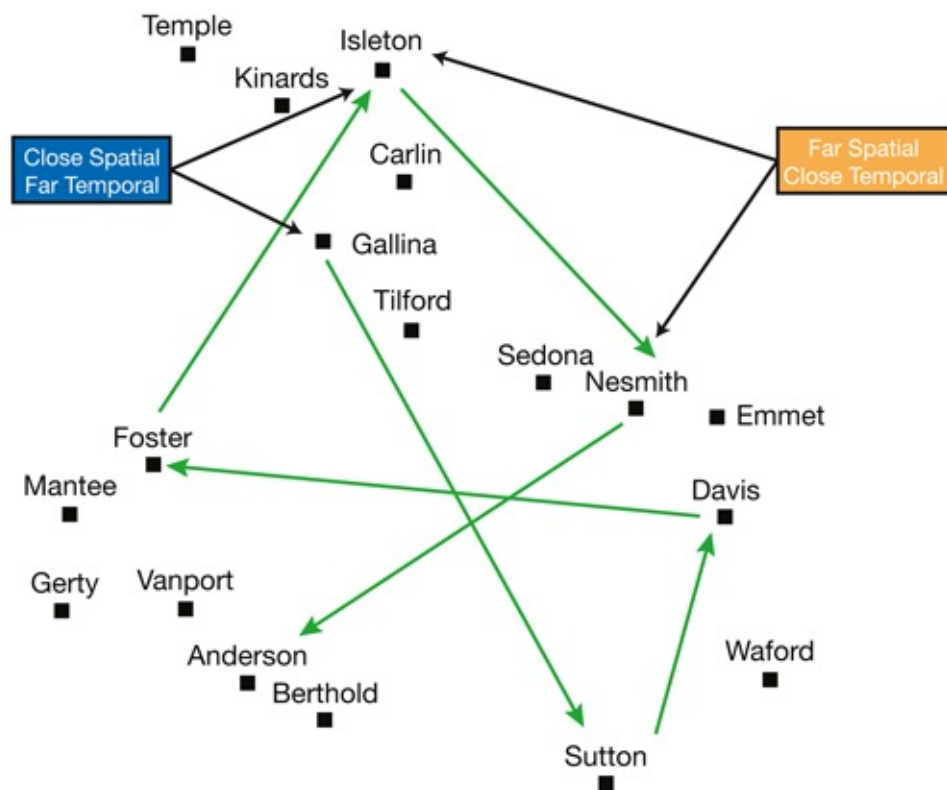 Temple
Isleton
Kinards
Close Spatial
Far Temporal
Far Spatial
Close Temporal
Carlin
Gallina
Tilford
Sedona
Nesmith
Emmet
Foster
Mantee
Davis
Gerty
Vanport
Anderson
Waford
Berthold
Sutton